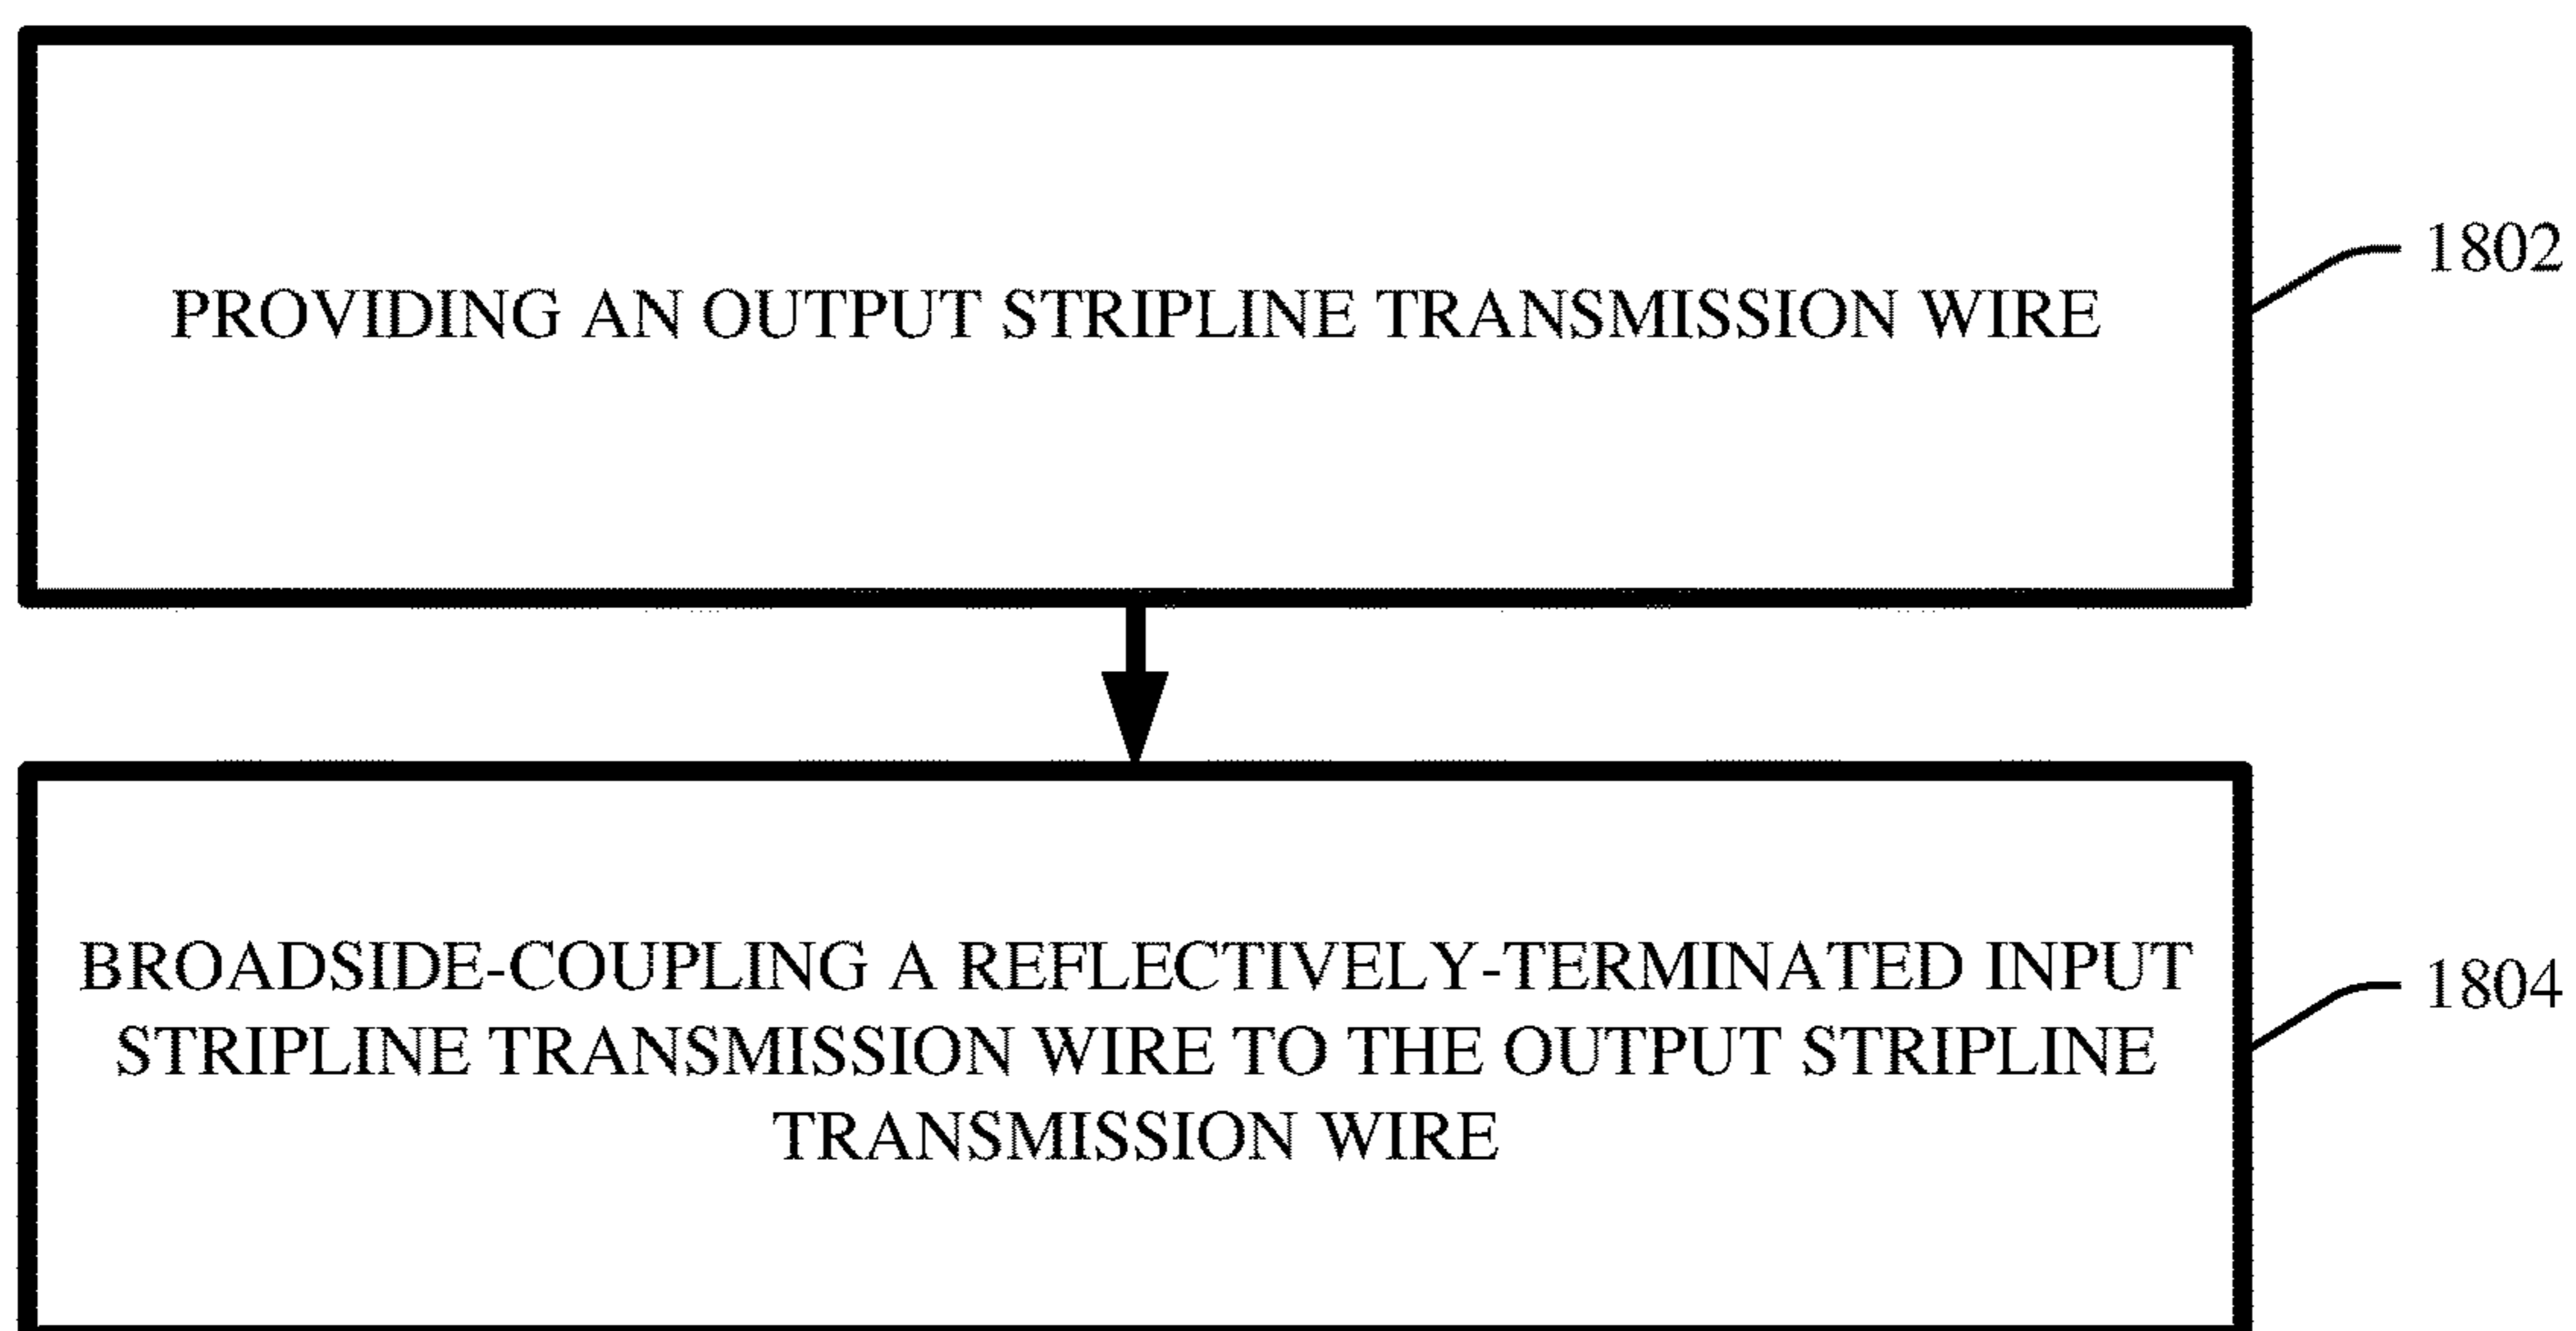 PROVIDING AN OUTPUT STRIPLINE TRANSMISSION WIRE
1802
BROADSIDE-COUPLING A REFLECTIVELY-TERMINATED INPUT
STRIPLINE TRANSMISSION WIRE TO THE OUTPUT STRIPLINE
TRANSMISSION WIRE
1804